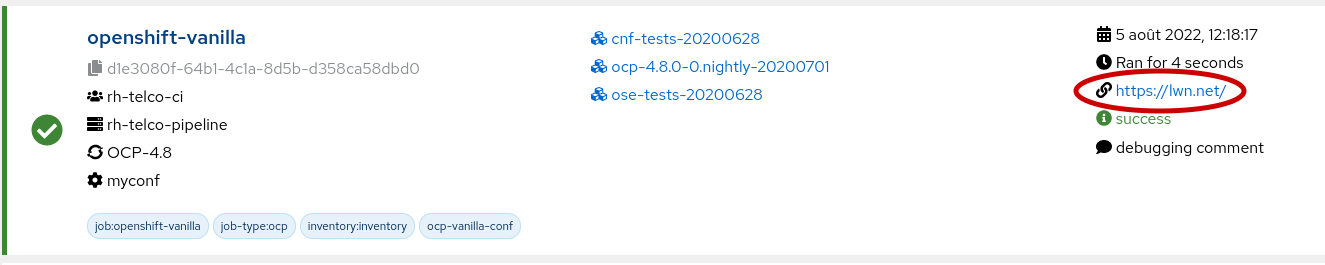 openshift-vanilla
d1e3080f-64b1-4c1a-8d5b-d358ca58dbd0
rh-telco-ci
rh-telco-pipeline
OCP-4.8
myconf
job:openshift-vanilla job-type:ocp inventory:inventory ocp-vanilla-conf
cnf-tests-20200628
ocp-4.8.0-0.nightly-20200701
ose-tests-20200628
5 août 2022, 12:18:17
Ran for 4 seconds
https://lwn.net/
success
debugging comment